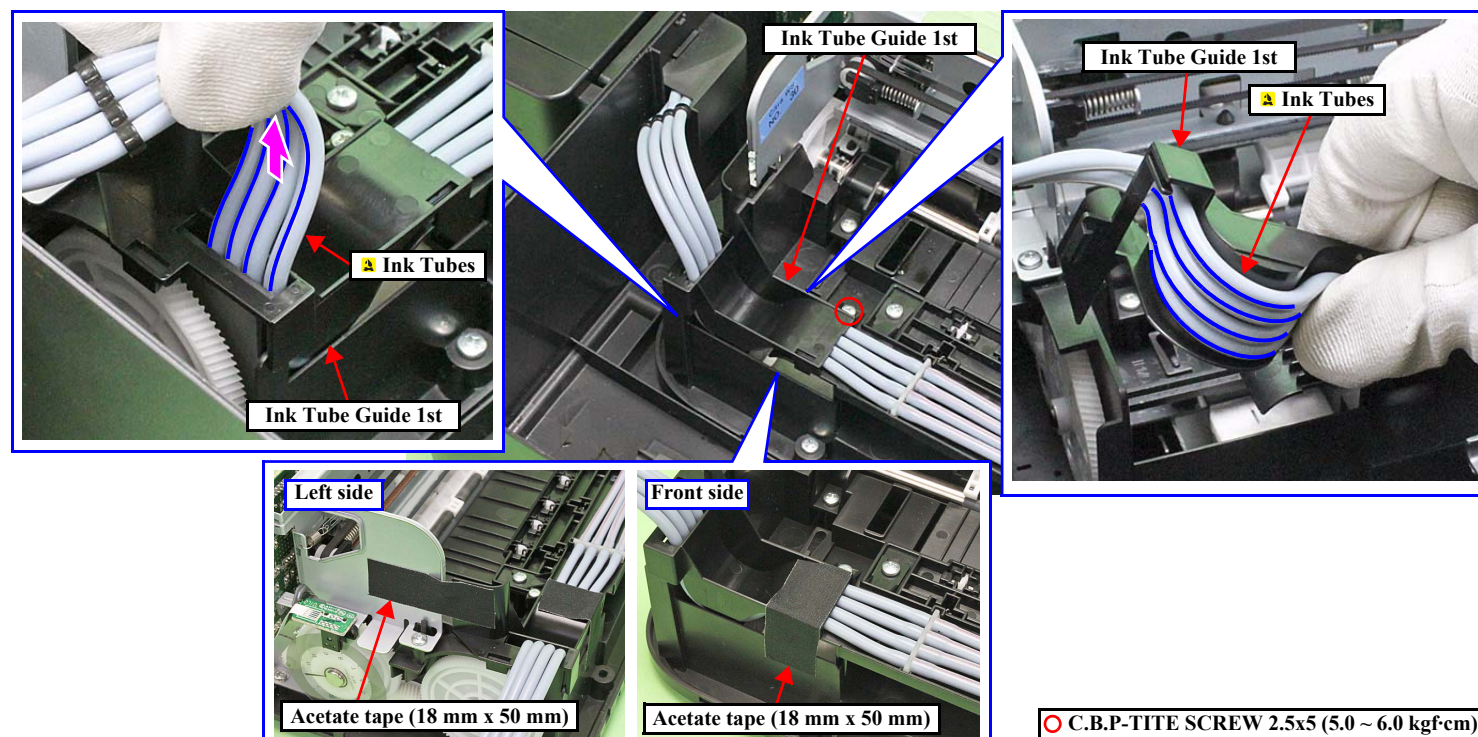 Ink Tubes
Ink Tube Guide 1st
Ink Tube Guide 1st
NO 30
Ink Tube Guide 1st
Ink Tubes
Left side
Acetate tape (18 mm x 50 mm)
Front side
Acetate tape (18 mm x 50 mm)
C.B.P-TITE SCREW 2.5x5 (5.0 ~ 6.0 kgf·cm)